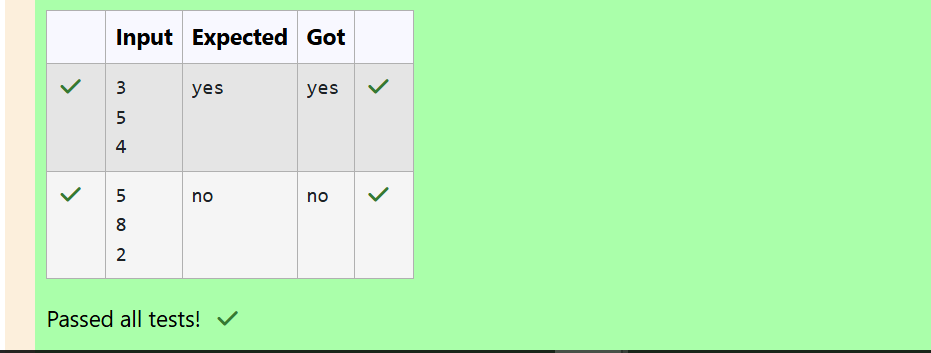 Input Expected Got
3 yes yes
5
4
5 no no
8
2
Passed all tests!